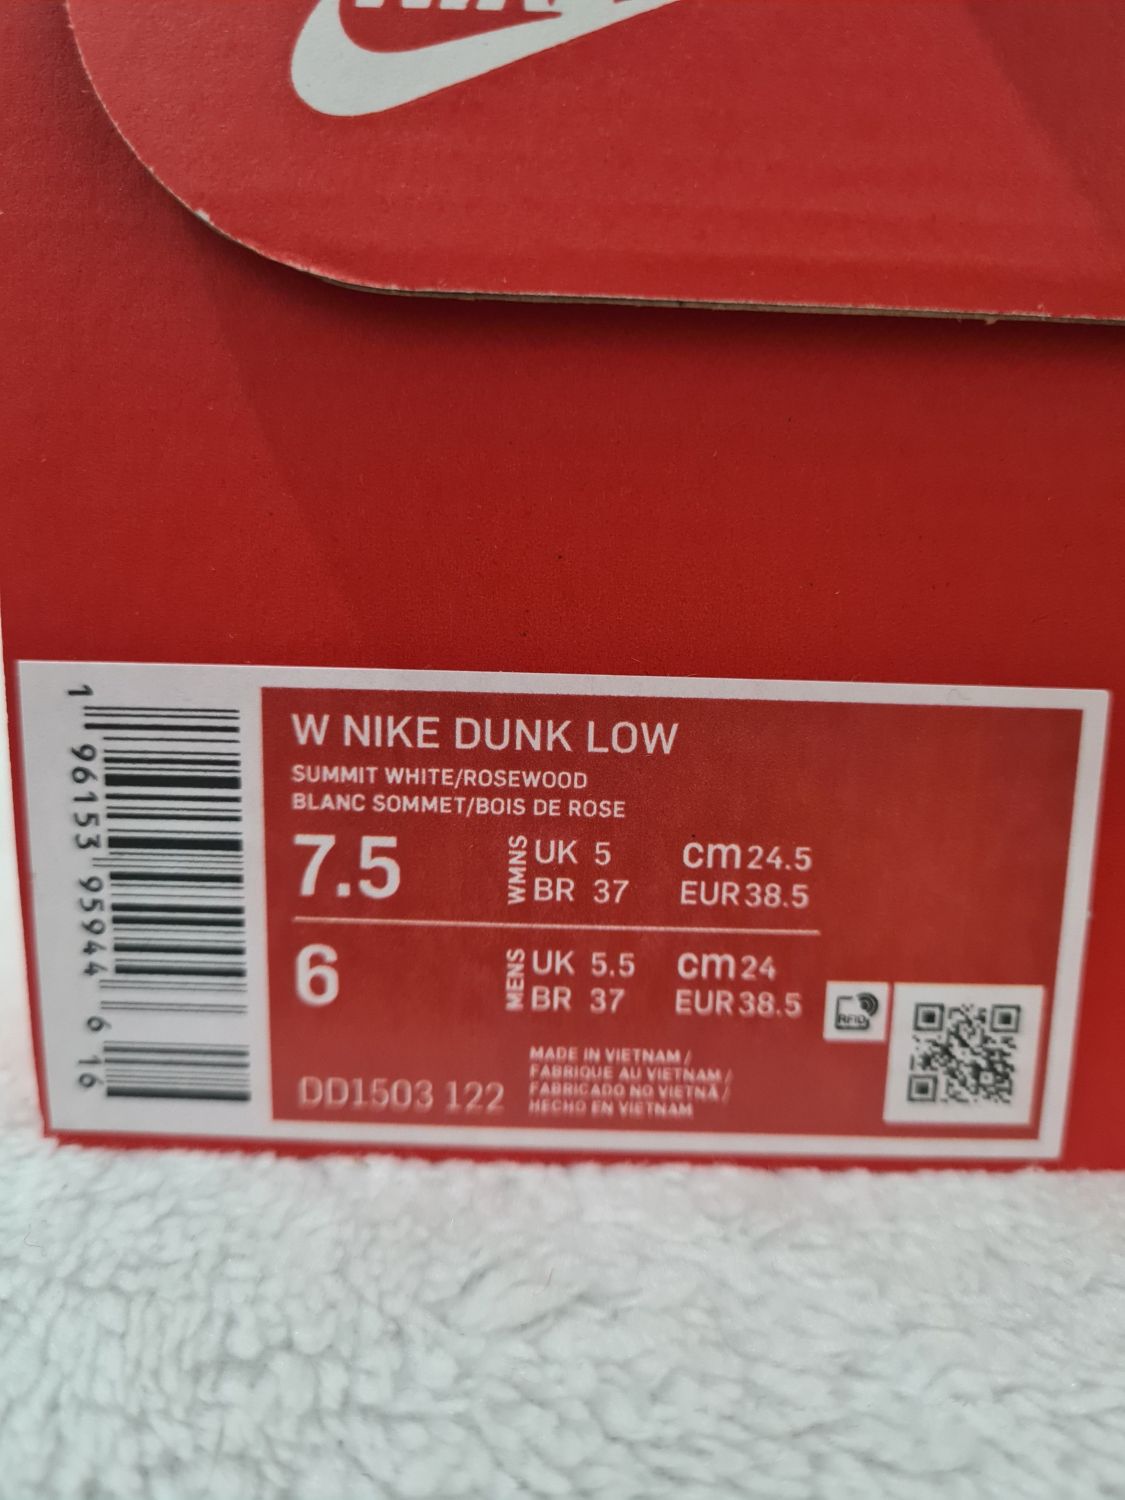 NIKE
W NIKE DUNK LOW
SUMMIT WHITE/ROSEWOOD
BLANC SOMMET/BOIS DE ROSE
7.5 WMNS UK 5 cm 24.5
BR 37 EUR 38.5
6 MENS UK 5.5 cm 24
BR 37 EUR 38.5
MADE IN VIETNAM /
FABRIQUE AU VIETNAM /
FABRICADO NO VIETNÃ /
HECHO EN VIETNAM
DD1503 122
RFID
1 96153 95944 6 16